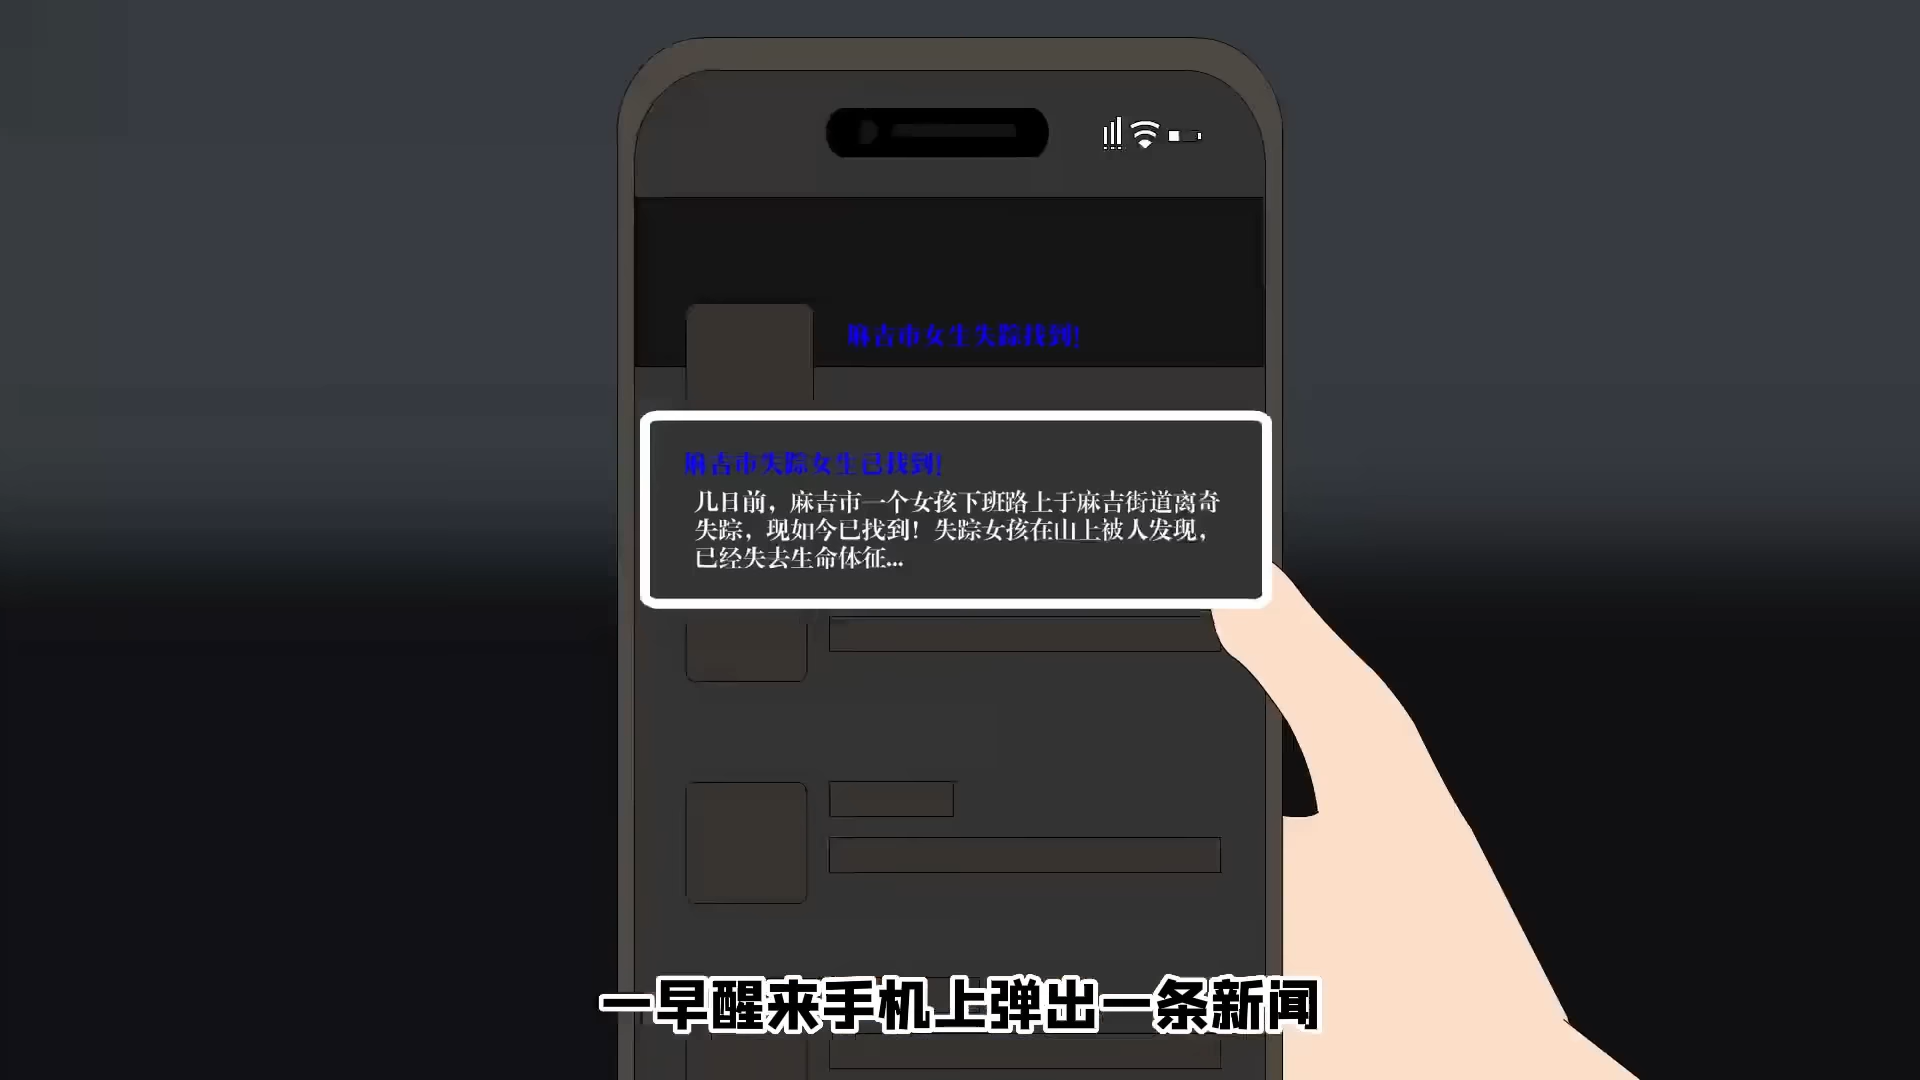 麻吉市女生失踪找到！
麻吉市失踪女生已找到！
几日前，麻吉市一个女孩下班路上于麻吉街道离奇
失踪，现如今已找到！失踪女孩在山上被人发现，
已经失去生命体征...
一早醒来手机上弹出一条新闻